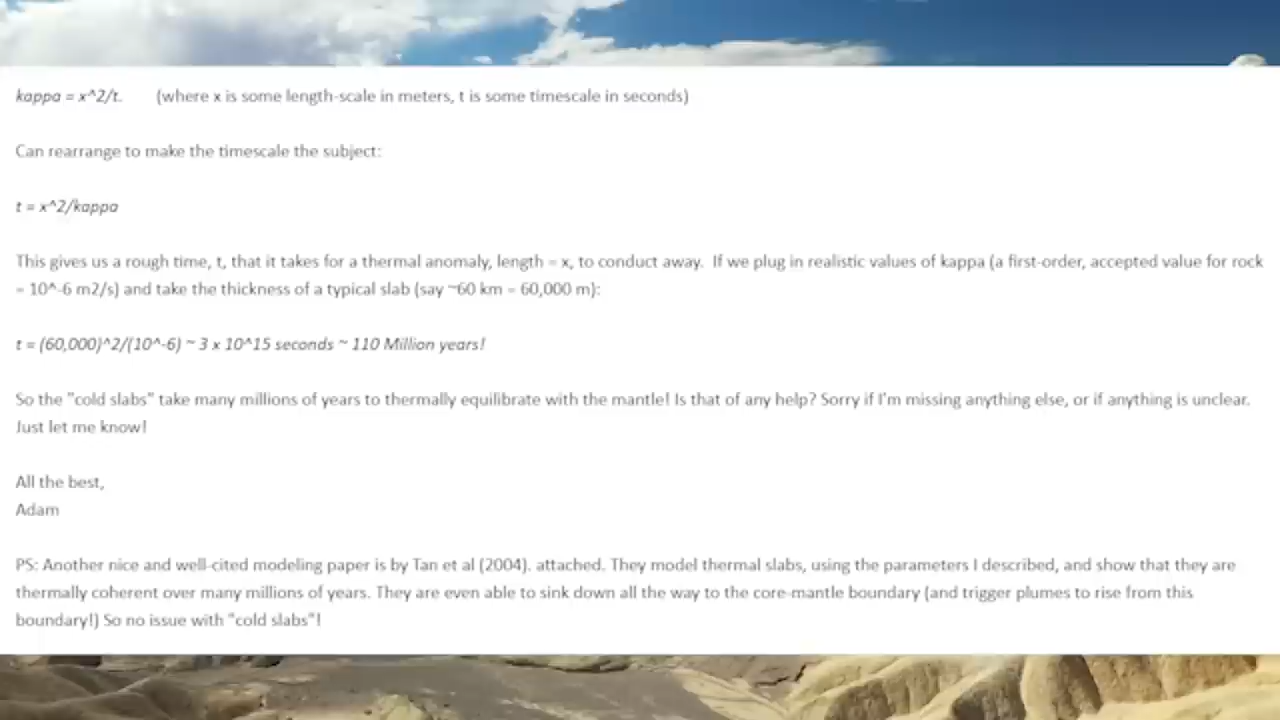 kappa = x^2/t. (where x is some length-scale in meters, t is some timescale in seconds)
Can rearrange to make the timescale the subject:
t = x^2/kappa
This gives us a rough time, t, that it takes for a thermal anomaly, length = x, to conduct away. If we plug in realistic values of kappa (a first-order, accepted value for rock
= 10^-6 m2/s) and take the thickness of a typical slab (say ~60 km = 60,000 m):
t = (60,000)^2/(10^-6) ~ 3 x 10^15 seconds ~ 110 Million years!
So the "cold slabs" take many millions of years to thermally equilibrate with the mantle! Is that of any help? Sorry if I'm missing anything else, or if anything is unclear.
Just let me know!
All the best,
Adam
PS: Another nice and well-cited modeling paper is by Tan et al (2004). attached. They model thermal slabs, using the parameters I described, and show that they are
thermally coherent over many millions of years. They are even able to sink down all the way to the core-mantle boundary (and trigger plumes to rise from this
boundary!) So no issue with "cold slabs"!